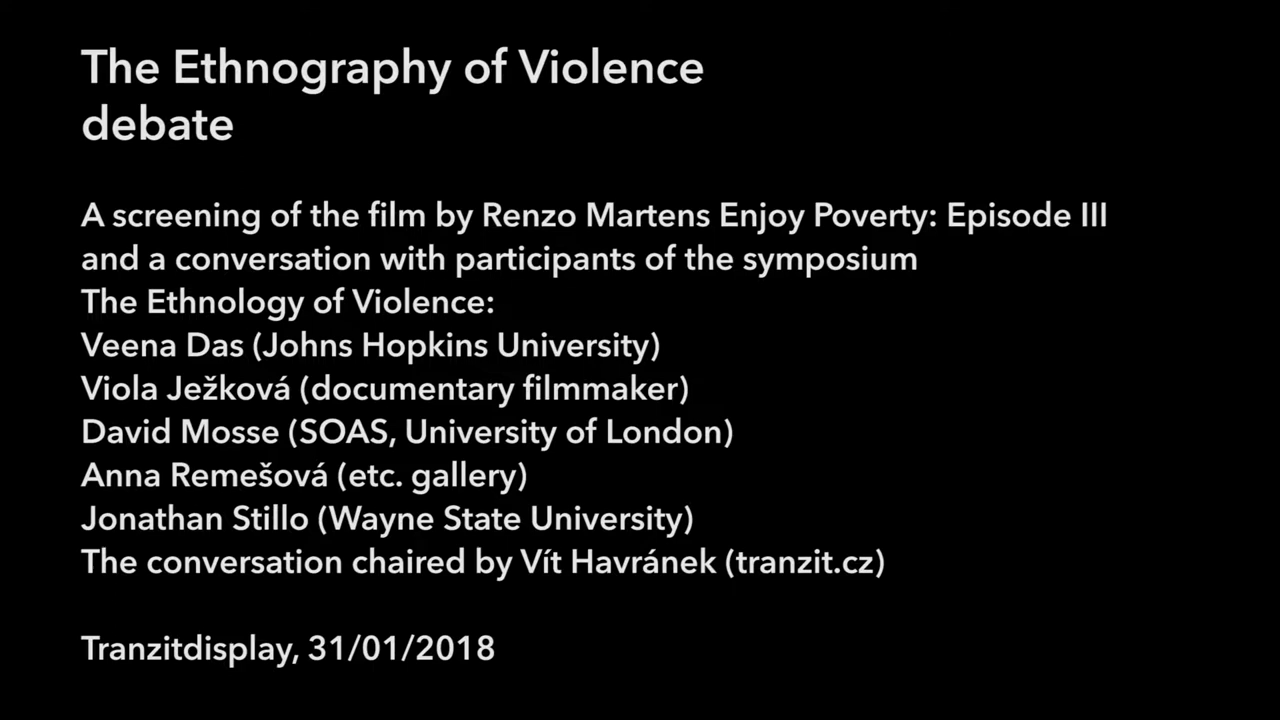 The Ethnography of Violence
debate
A screening of the film by Renzo Martens Enjoy Poverty: Episode III
and a conversation with participants of the symposium
The Ethnology of Violence:
Veena Das (Johns Hopkins University)
Viola Ježková (documentary filmmaker)
David Mosse (SOAS, University of London)
Anna Remešová (etc. gallery)
Jonathan Stillo (Wayne State University)
The conversation chaired by Vít Havránek (tranzit.cz)
Tranzitdisplay, 31/01/2018